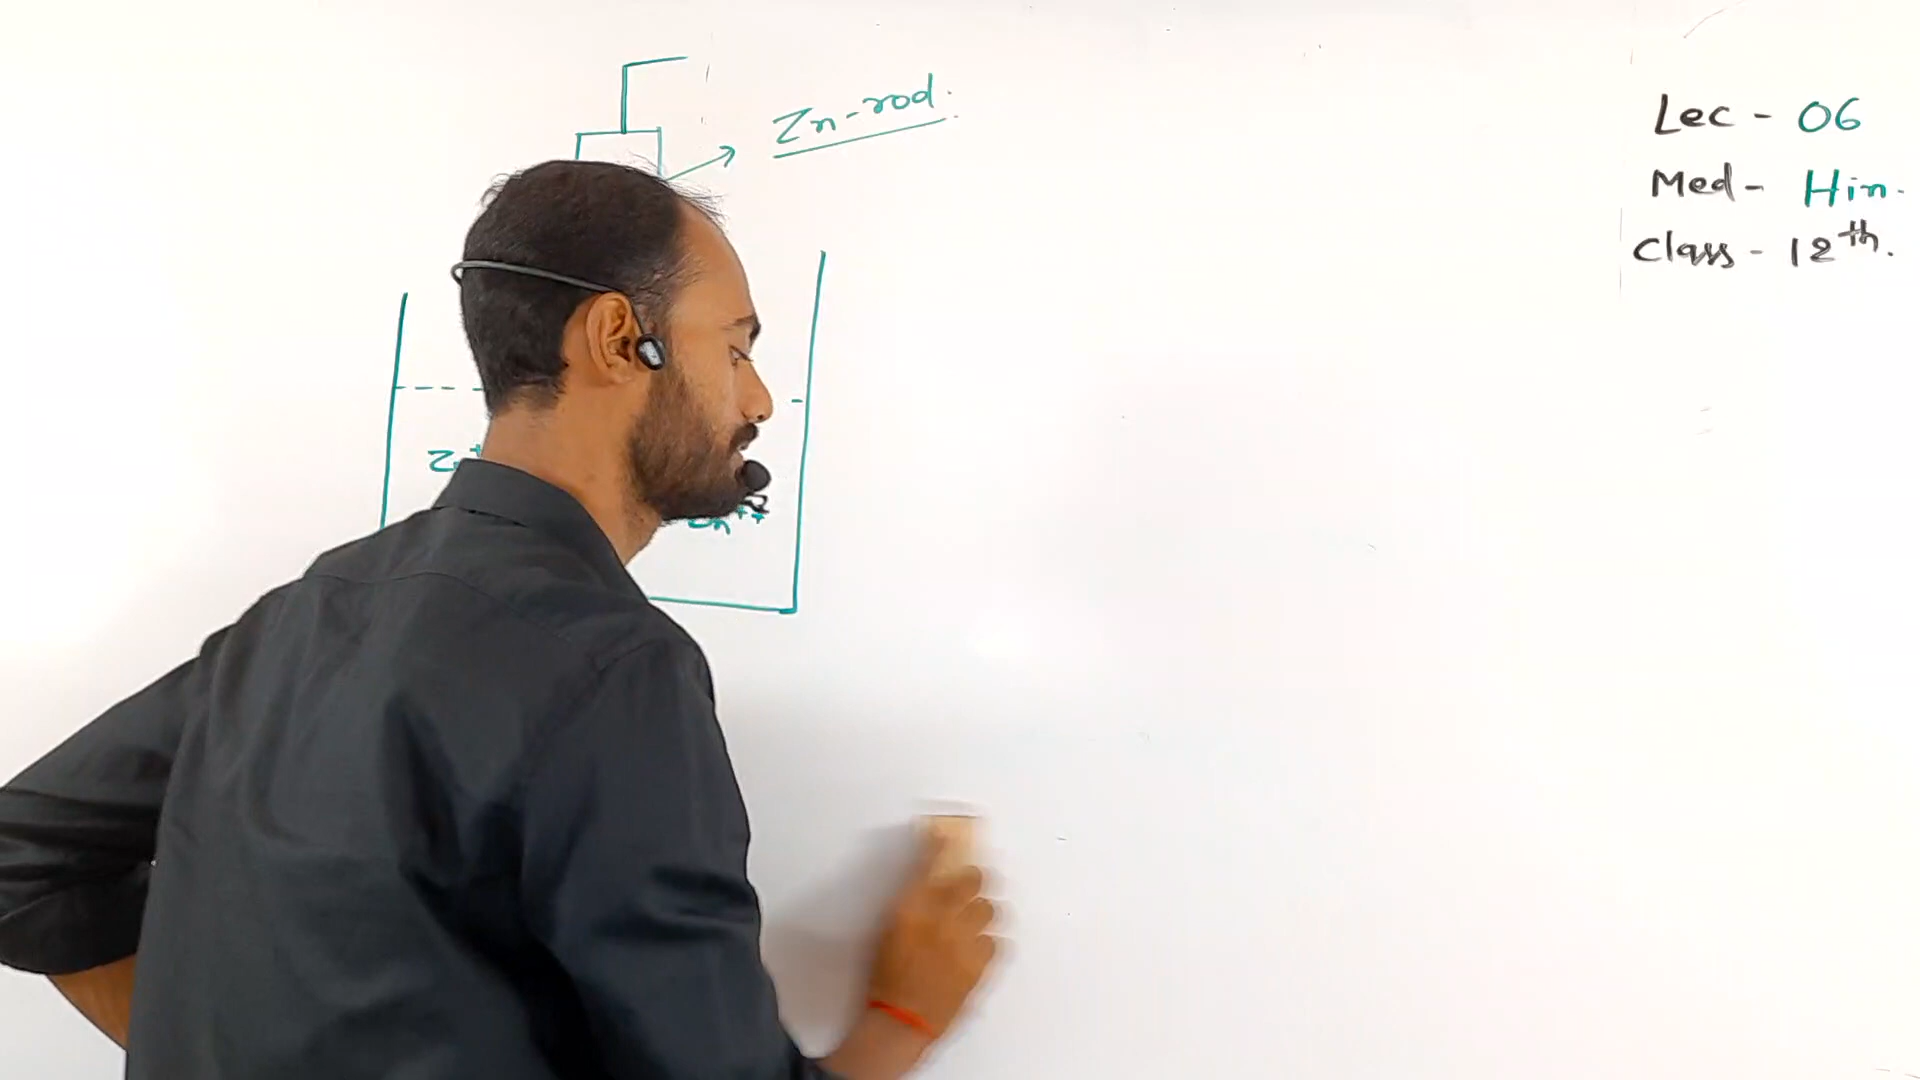 Zn-rod.
Lec - 06
Med - Hin.
Class - 12th.